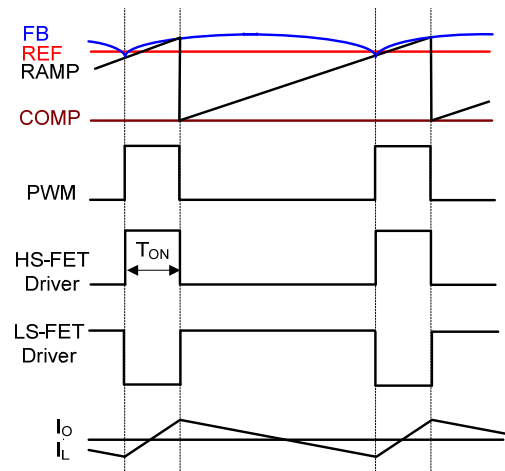 FB
REF
RAMP
COMP
PWM
HS-FET
Driver
TON
LS-FET
Driver
IO
IL